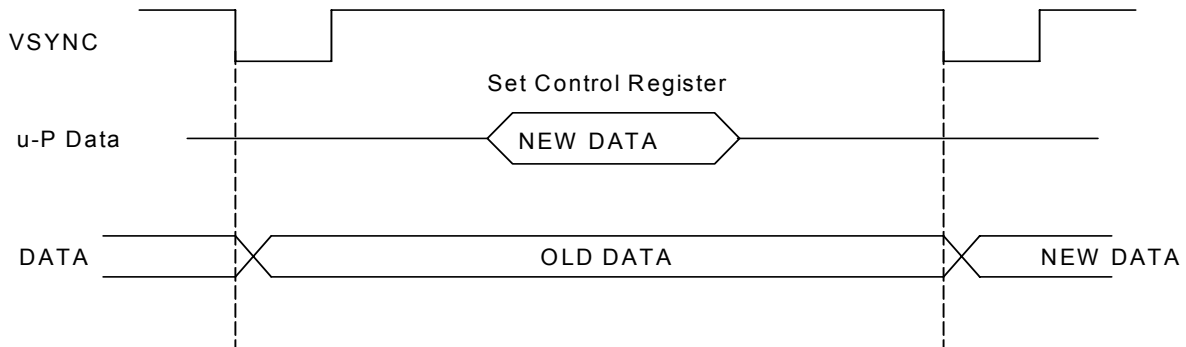 VSYNC
Set Control Register
u-P Data
NEW DATA
DATA
OLD DATA
NEW DATA